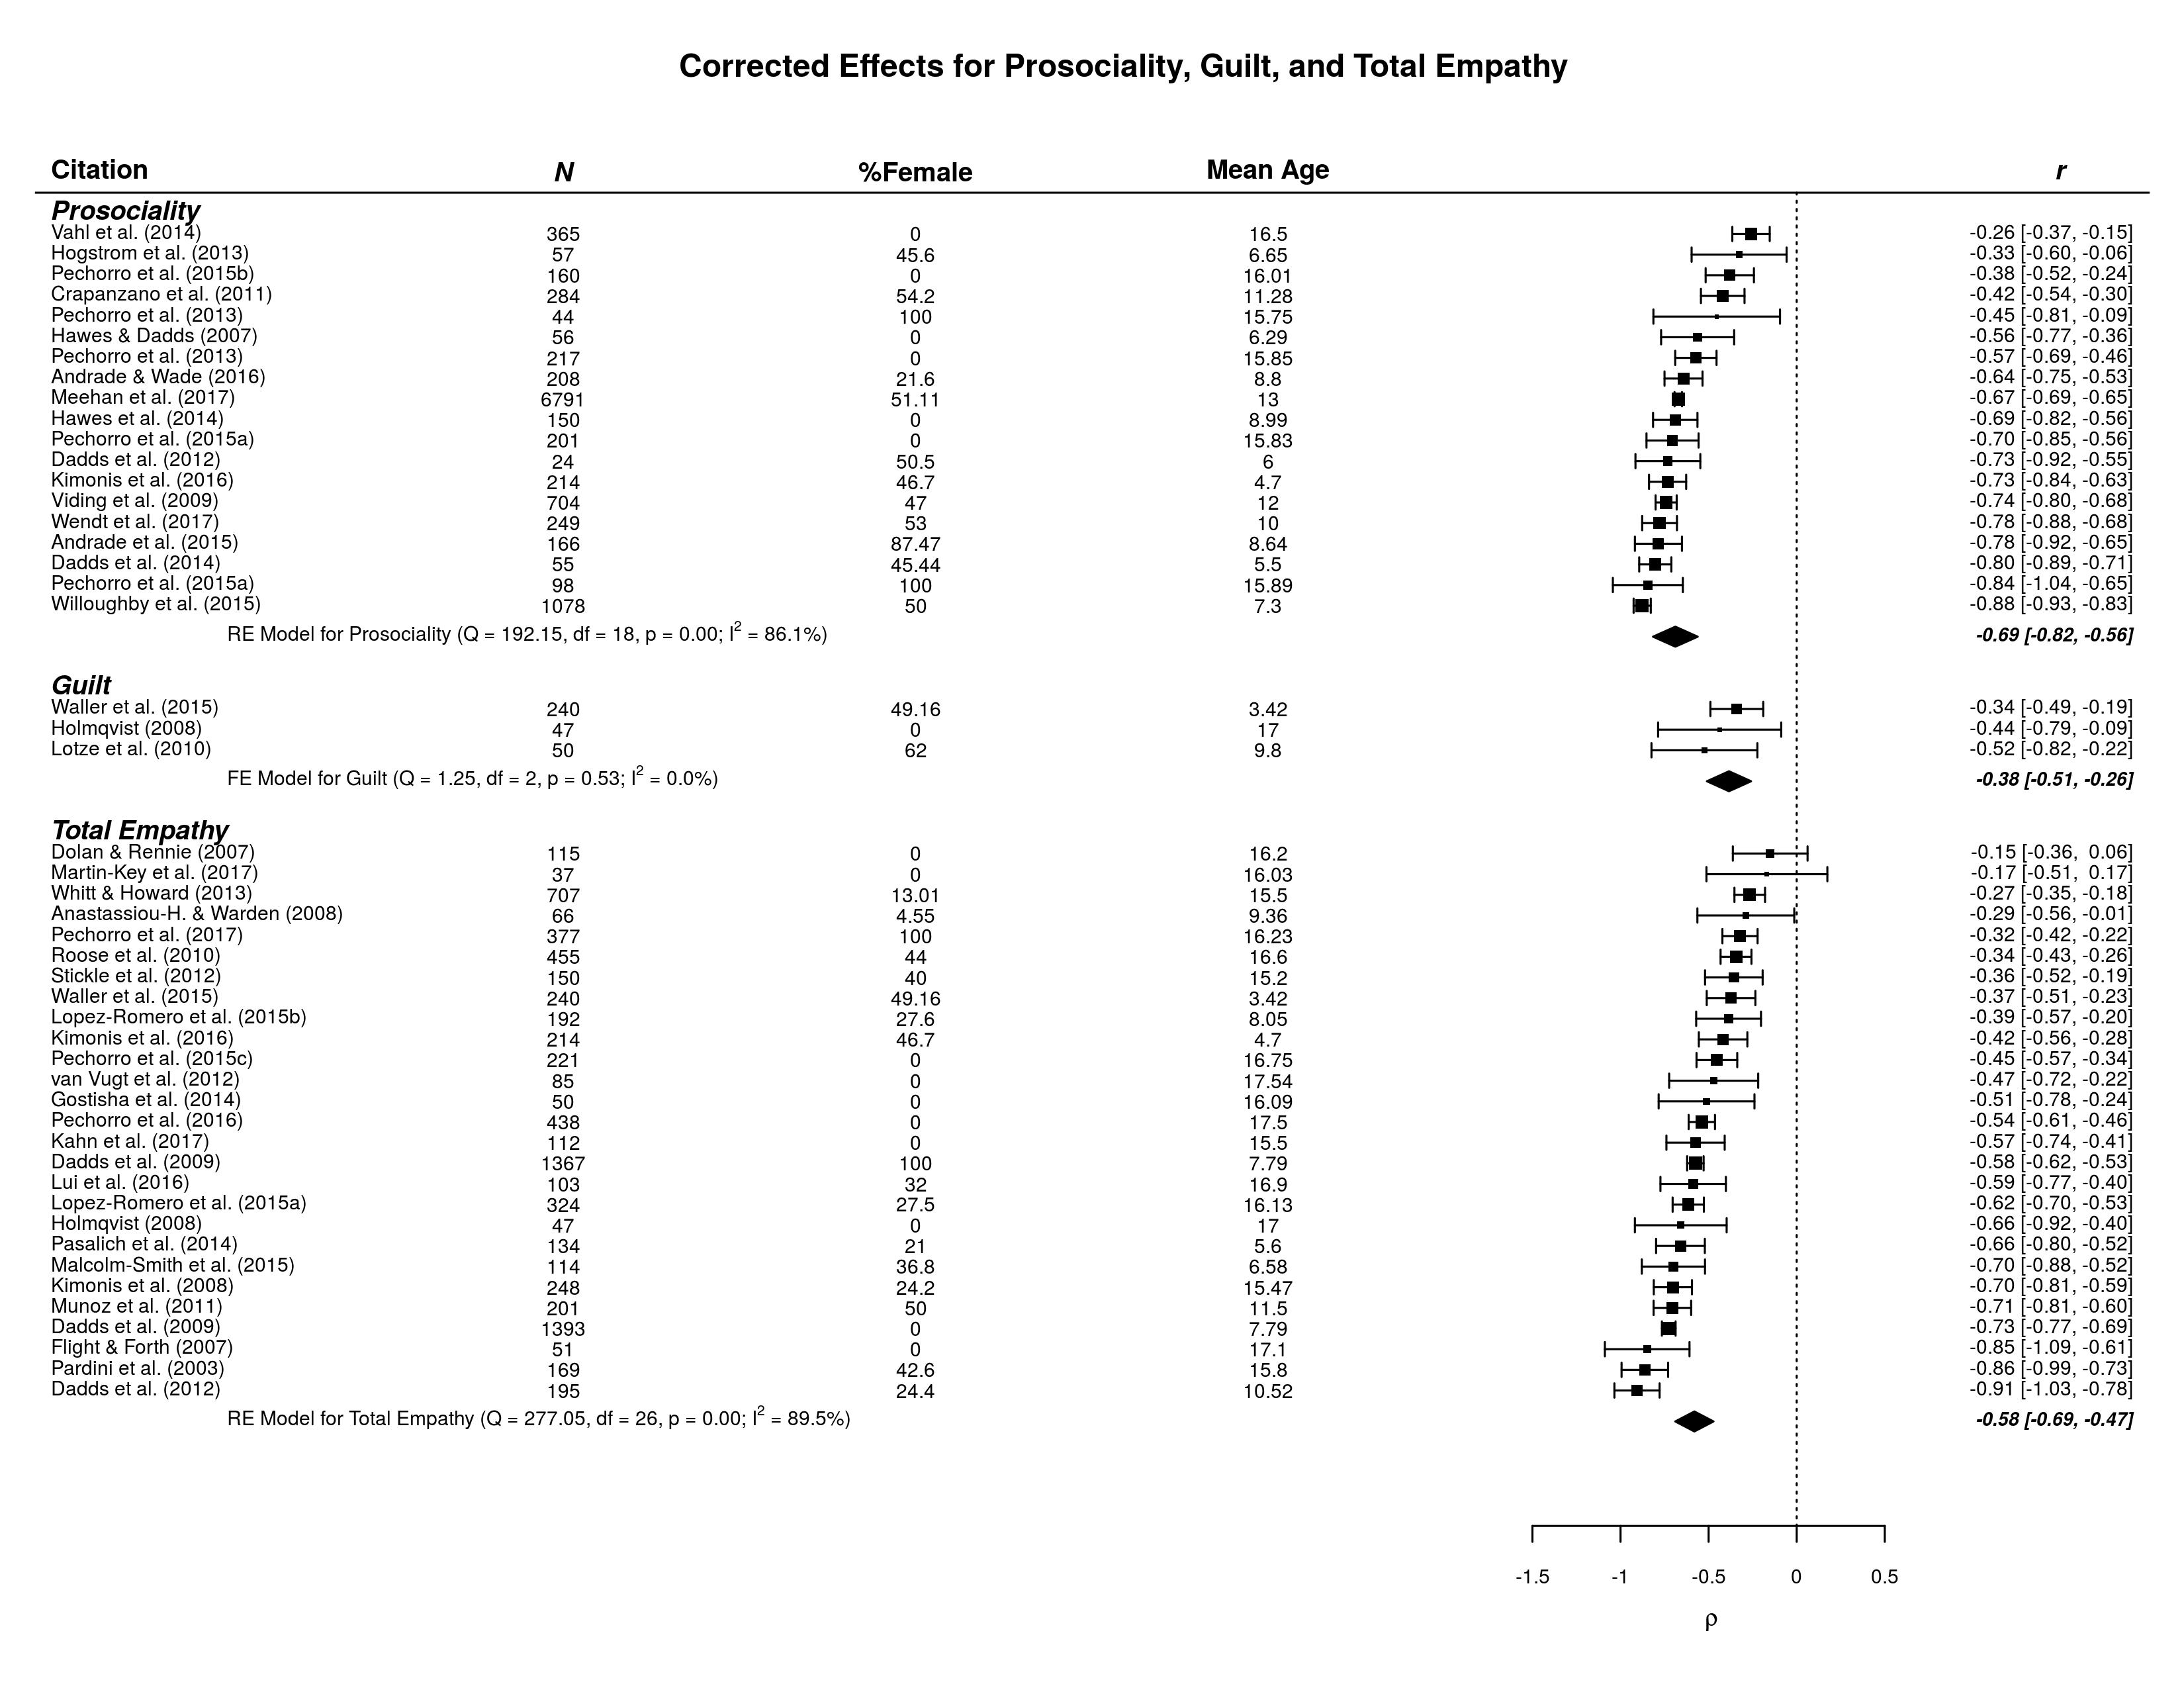 Corrected Effects for Prosociality, Guilt, and Total Empathy
Citation N %Female Mean Age r
Prosociality
Vahl et al. (2014) 365 0 16.5 -0.26 [-0.37, -0.15]
Hogstrom et al. (2013) 57 45.6 6.65 -0.33 [-0.60, -0.06]
Pechorro et al. (2015b) 160 0 16.01 -0.38 [-0.52, -0.24]
Crapanzano et al. (2011) 284 54.2 11.28 -0.42 [-0.54, -0.30]
Pechorro et al. (2013) 44 100 15.75 -0.45 [-0.81, -0.09]
Hawes & Dadds (2007) 56 0 6.29 -0.56 [-0.77, -0.36]
Pechorro et al. (2013) 217 0 15.85 -0.57 [-0.69, -0.46]
Andrade & Wade (2016) 208 21.6 8.8 -0.64 [-0.75, -0.53]
Meehan et al. (2017) 6791 51.11 13 -0.67 [-0.69, -0.65]
Hawes et al. (2014) 150 0 8.99 -0.69 [-0.82, -0.56]
Pechorro et al. (2015a) 201 0 15.83 -0.70 [-0.85, -0.56]
Dadds et al. (2012) 24 50.5 6 -0.73 [-0.92, -0.55]
Kimonis et al. (2016) 214 46.7 4.7 -0.73 [-0.84, -0.63]
Viding et al. (2009) 704 47 12 -0.74 [-0.80, -0.68]
Wendt et al. (2017) 249 53 10 -0.78 [-0.88, -0.68]
Andrade et al. (2015) 166 87.47 8.64 -0.78 [-0.92, -0.65]
Dadds et al. (2014) 55 45.44 5.5 -0.80 [-0.89, -0.71]
Pechorro et al. (2015a) 98 100 15.89 -0.84 [-1.04, -0.65]
Willoughby et al. (2015) 1078 50 7.3 -0.88 [-0.93, -0.83]
RE Model for Prosociality (Q = 192.15, df = 18, p = 0.00; I² = 86.1%) -0.69 [-0.82, -0.56]
Guilt
Waller et al. (2015) 240 49.16 3.42 -0.34 [-0.49, -0.19]
Holmqvist (2008) 47 0 17 -0.44 [-0.79, -0.09]
Lotze et al. (2010) 50 62 9.8 -0.52 [-0.82, -0.22]
FE Model for Guilt (Q = 1.25, df = 2, p = 0.53; I² = 0.0%) -0.38 [-0.51, -0.26]
Total Empathy
Dolan & Rennie (2007) 115 0 16.2 -0.15 [-0.36, 0.06]
Martin-Key et al. (2017) 37 0 16.03 -0.17 [-0.51, 0.17]
Whitt & Howard (2013) 707 13.01 15.5 -0.27 [-0.35, -0.18]
Anastassiou-H. & Warden (2008) 66 4.55 9.36 -0.29 [-0.56, -0.01]
Pechorro et al. (2017) 377 100 16.23 -0.32 [-0.42, -0.22]
Roose et al. (2010) 455 44 16.6 -0.34 [-0.43, -0.26]
Stickle et al. (2012) 150 40 15.2 -0.36 [-0.52, -0.19]
Waller et al. (2015) 240 49.16 3.42 -0.37 [-0.51, -0.23]
Lopez-Romero et al. (2015b) 192 27.6 8.05 -0.39 [-0.57, -0.20]
Kimonis et al. (2016) 214 46.7 4.7 -0.42 [-0.56, -0.28]
Pechorro et al. (2015c) 221 0 16.75 -0.45 [-0.57, -0.34]
van Vugt et al. (2012) 85 0 17.54 -0.47 [-0.72, -0.22]
Gostisha et al. (2014) 50 0 16.09 -0.51 [-0.78, -0.24]
Pechorro et al. (2016) 438 0 17.5 -0.54 [-0.61, -0.46]
Kahn et al. (2017) 112 0 15.5 -0.57 [-0.74, -0.41]
Dadds et al. (2009) 1367 100 7.79 -0.58 [-0.62, -0.53]
Lui et al. (2016) 103 32 16.9 -0.59 [-0.77, -0.40]
Lopez-Romero et al. (2015a) 324 27.5 16.13 -0.62 [-0.70, -0.53]
Holmqvist (2008) 47 0 17 -0.66 [-0.92, -0.40]
Pasalich et al. (2014) 134 21 5.6 -0.66 [-0.80, -0.52]
Malcolm-Smith et al. (2015) 114 36.8 6.58 -0.70 [-0.88, -0.52]
Kimonis et al. (2008) 248 24.2 15.47 -0.70 [-0.81, -0.59]
Munoz et al. (2011) 201 50 11.5 -0.71 [-0.81, -0.60]
Dadds et al. (2009) 1393 0 7.79 -0.73 [-0.77, -0.69]
Flight & Forth (2007) 51 0 17.1 -0.85 [-1.09, -0.61]
Pardini et al. (2003) 169 42.6 15.8 -0.86 [-0.99, -0.73]
Dadds et al. (2012) 195 24.4 10.52 -0.91 [-1.03, -0.78]
RE Model for Total Empathy (Q = 277.05, df = 26, p = 0.00; I² = 89.5%) -0.58 [-0.69, -0.47]
-1.5 -1 -0.5 0 0.5
ρ